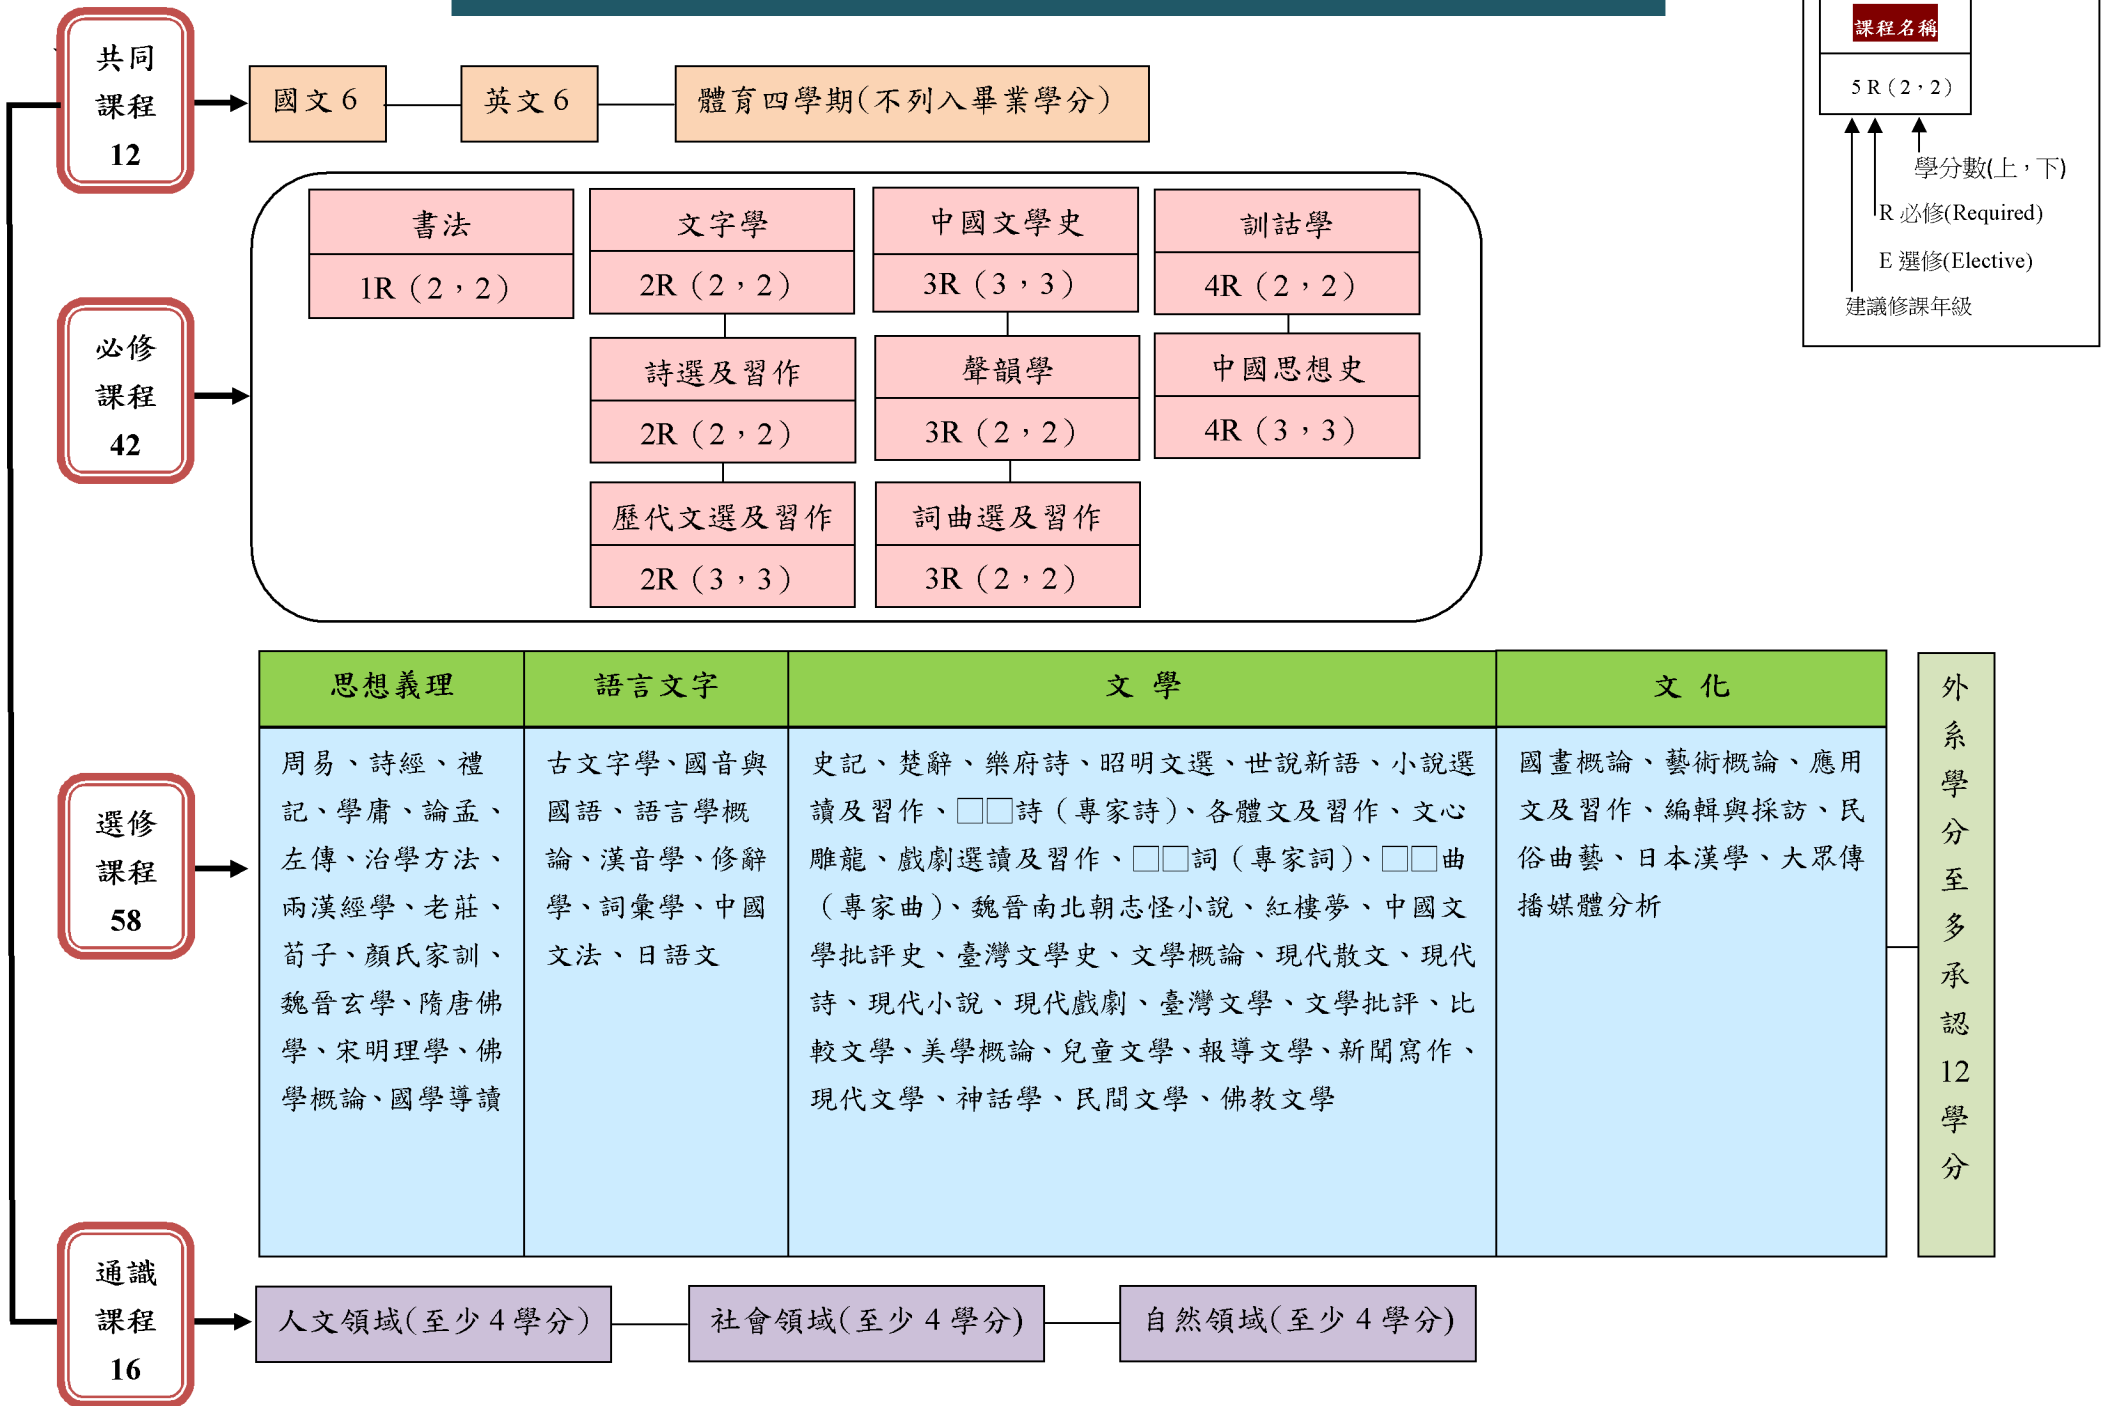 課程名稱
5 R（2，2）
學分數(上，下)
R 必修(Required)
E 選修(Elective)
建議修課年級
共同
課程
12
國文 6
英文 6
體育四學期(不列入畢業學分）
必修
課程
42
書法
1R（2，2）
文字學
2R（2，2）
詩選及習作
2R（2，2）
歷代文選及習作
2R（3，3）
中國文學史
3R（3，3）
聲韻學
3R（2，2）
詞曲選及習作
3R（2，2）
訓詁學
4R（2，2）
中國思想史
4R（3，3）
選修
課程
58
思想義理
周易、詩經、禮
記、學庸、論孟、
左傳、治學方法、
兩漢經學、老莊、
荀子、顏氏家訓、
魏晉玄學、隋唐佛
學、宋明理學、佛
學概論、國學導讀
語言文字
古文字學、國音與
國語、語言學概
論、漢音學、修辭
學、詞彙學、中國
文法、日語文
文 學
史記、楚辭、樂府詩、昭明文選、世說新語、小說選
讀及習作、□□詩（專家詩）、各體文及習作、文心
雕龍、戲劇選讀及習作、□□詞（專家詞）、□□曲
（專家曲）、魏晉南北朝志怪小說、紅樓夢、中國文
學批評史、臺灣文學史、文學概論、現代散文、現代
詩、現代小說、現代戲劇、臺灣文學、文學批評、比
較文學、美學概論、兒童文學、報導文學、新聞寫作、
現代文學、神話學、民間文學、佛教文學
文 化
國畫概論、藝術概論、應用
文及習作、編輯與採訪、民
俗曲藝、日本漢學、大眾傳
播媒體分析
外系學分至多承認12學分
通識
課程
16
人文領域(至少 4 學分）
社會領域(至少 4 學分)
自然領域(至少 4 學分)